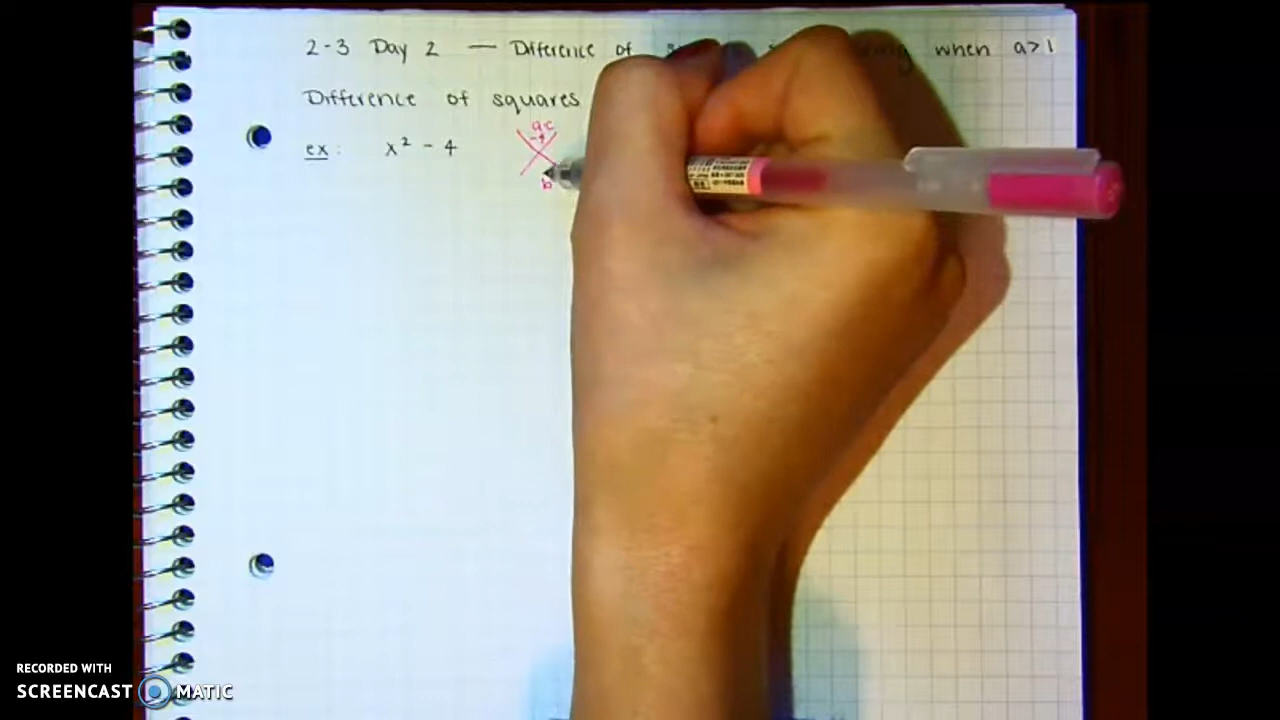 2-3 Day 2 — Difference of when a>1
Difference of squares
ac
ex: x² - 4
-4
b
RECORDED WITH
SCREENCAST MATIC